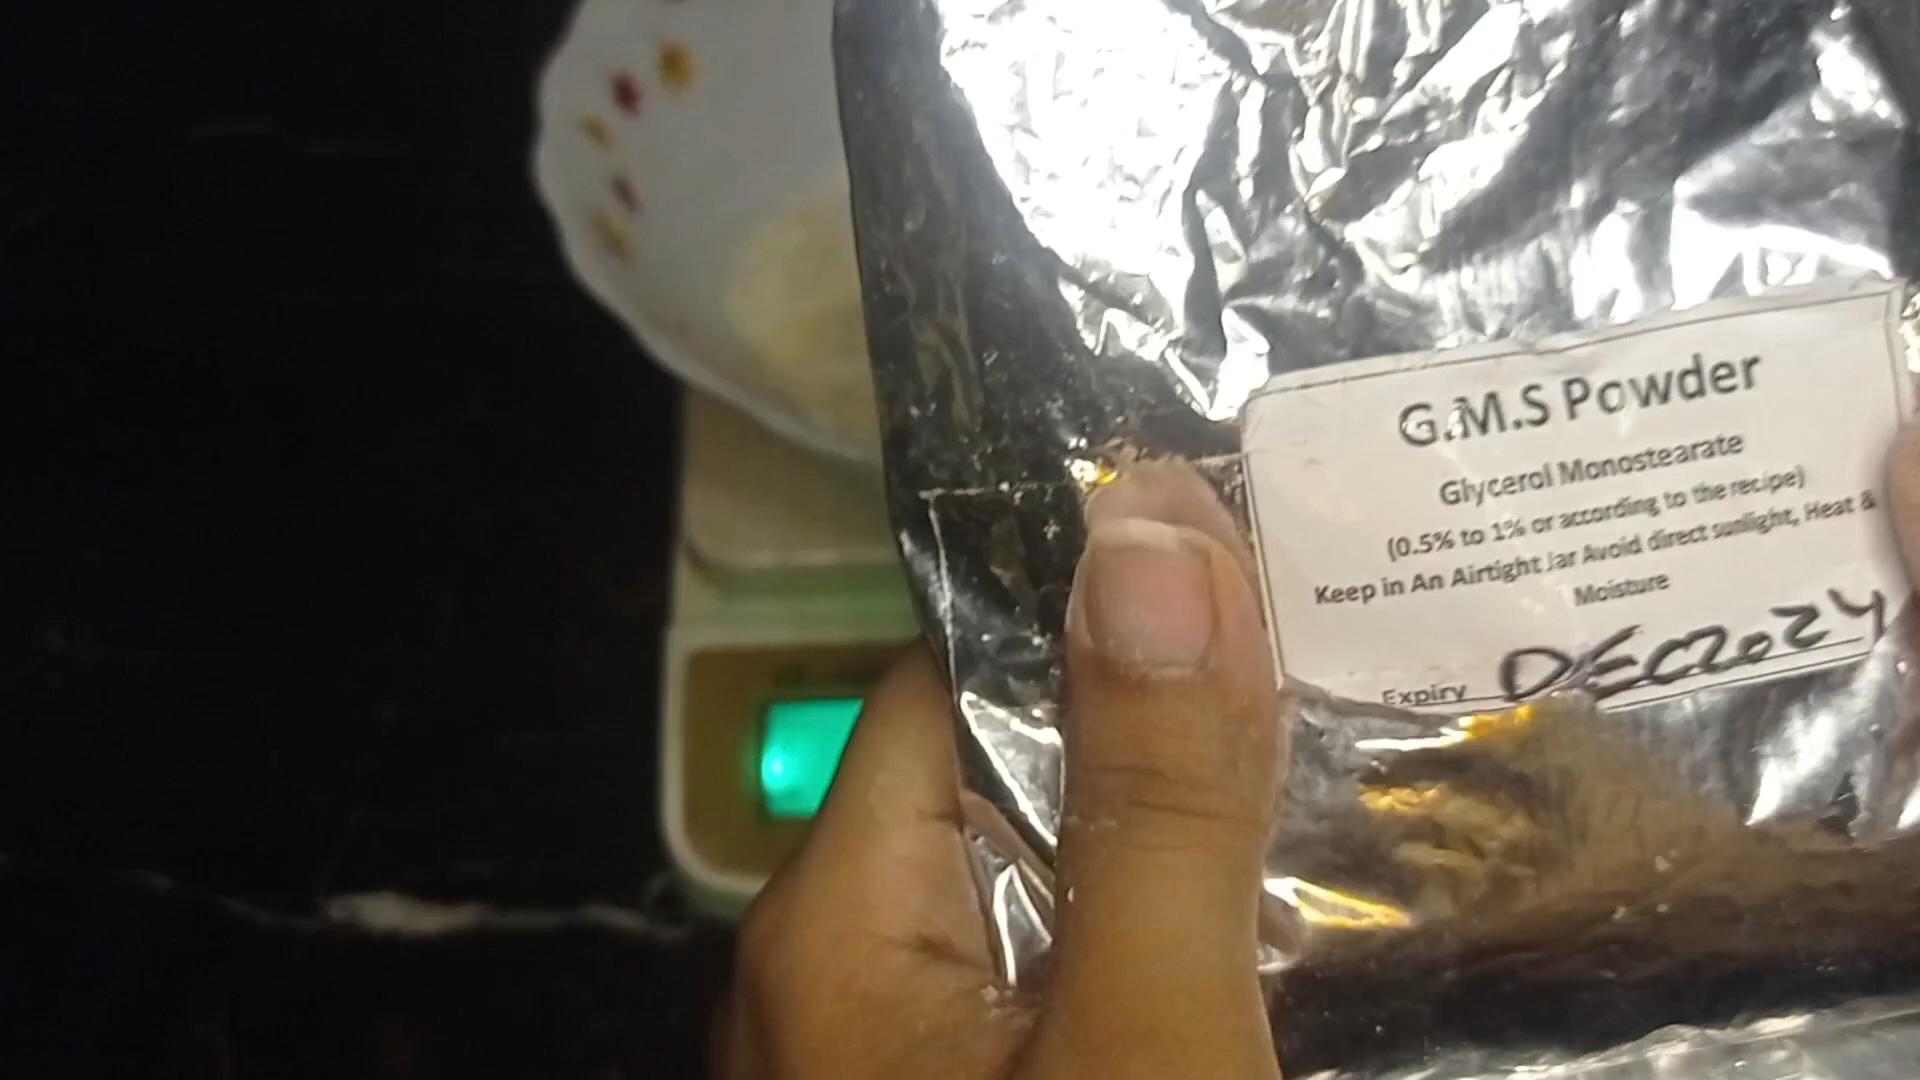 G.M.S Powder
Glycerol Monostearate
(0.5% to 1% or according to the recipe)
Keep in An Airtight Jar Avoid direct sunlight, Heat &
Moisture
Expiry DEC2024